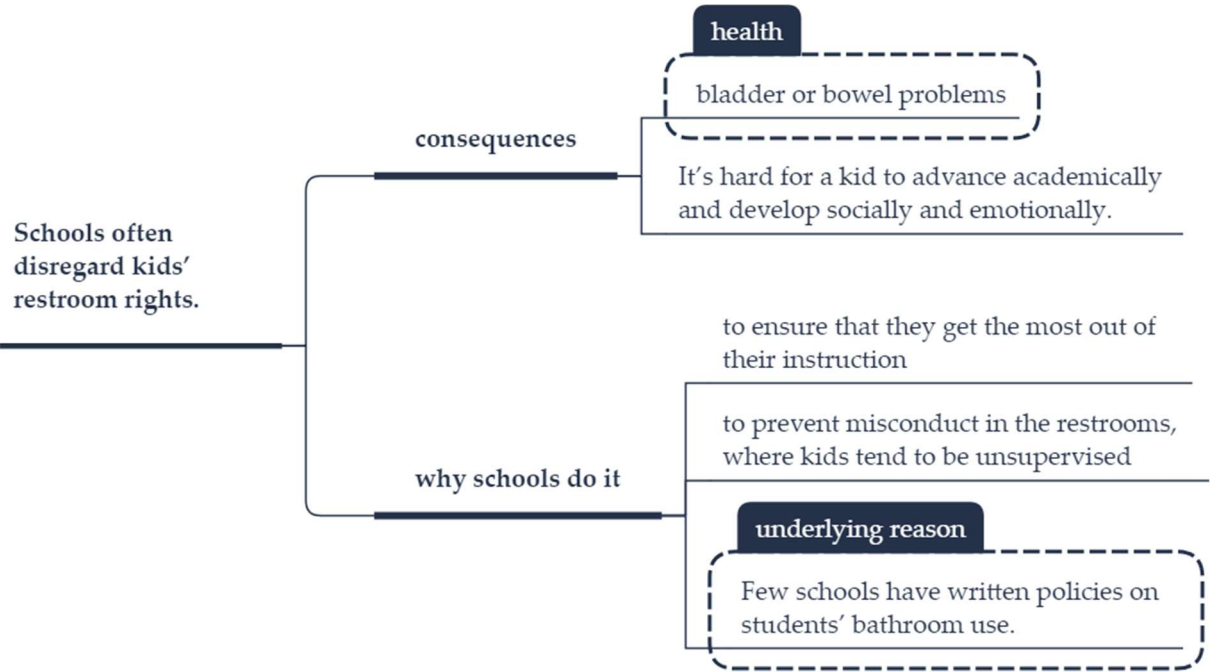 Schools often
disregard kids’
restroom rights.
consequences
health
bladder or bowel problems
It’s hard for a kid to advance academically
and develop socially and emotionally.
why schools do it
to ensure that they get the most out of
their instruction
to prevent misconduct in the restrooms,
where kids tend to be unsupervised
underlying reason
Few schools have written policies on
students’ bathroom use.